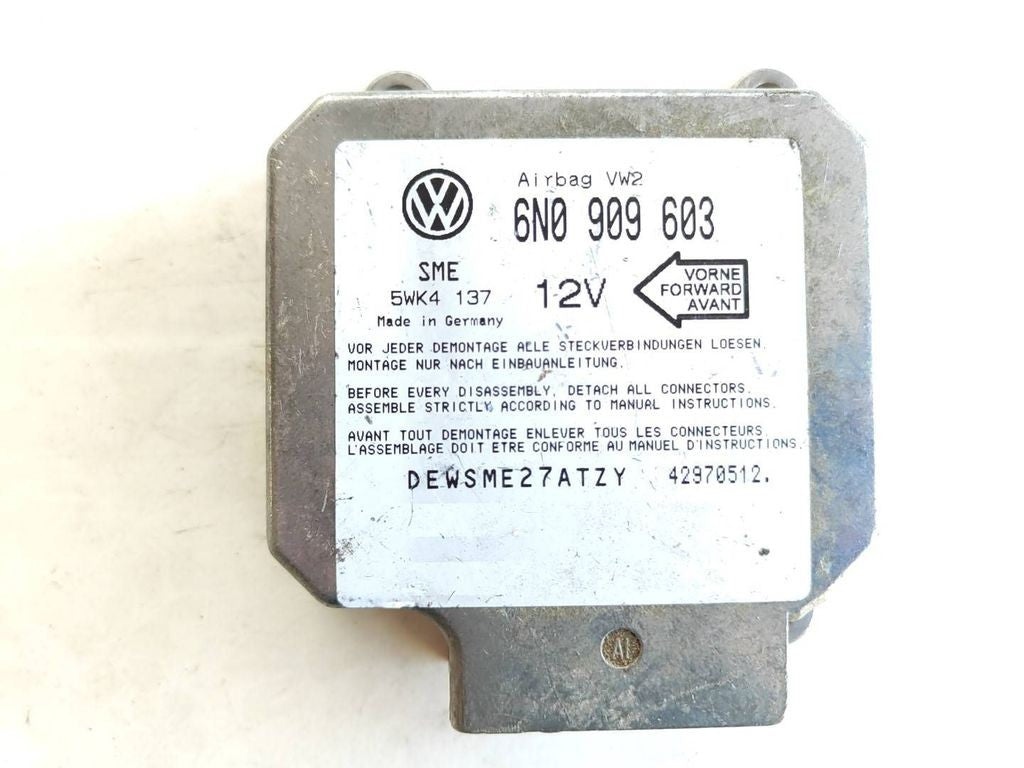 Airbag VW2
6N0 909 603
SME
5WK4 137
12V
VORNE
FORWARD
AVANT
Made in Germany
VOR JEDER DEMONTAGE ALLE STECKVERBINDUNGEN LOESEN.
MONTAGE NUR NACH EINBAUANLEITUNG.
BEFORE EVERY DISASSEMBLY, DETACH ALL CONNECTORS.
ASSEMBLE STRICTLY ACCORDING TO MANUAL INSTRUCTIONS.
AVANT TOUT DEMONTAGE ENLEVER TOUS LES CONNECTEURS
L'ASSEMBLAGE DOIT ETRE CONFORME AU MANUEL D'INSTRUCTIONS.
DEWSME27ATZY 42970512.
AI